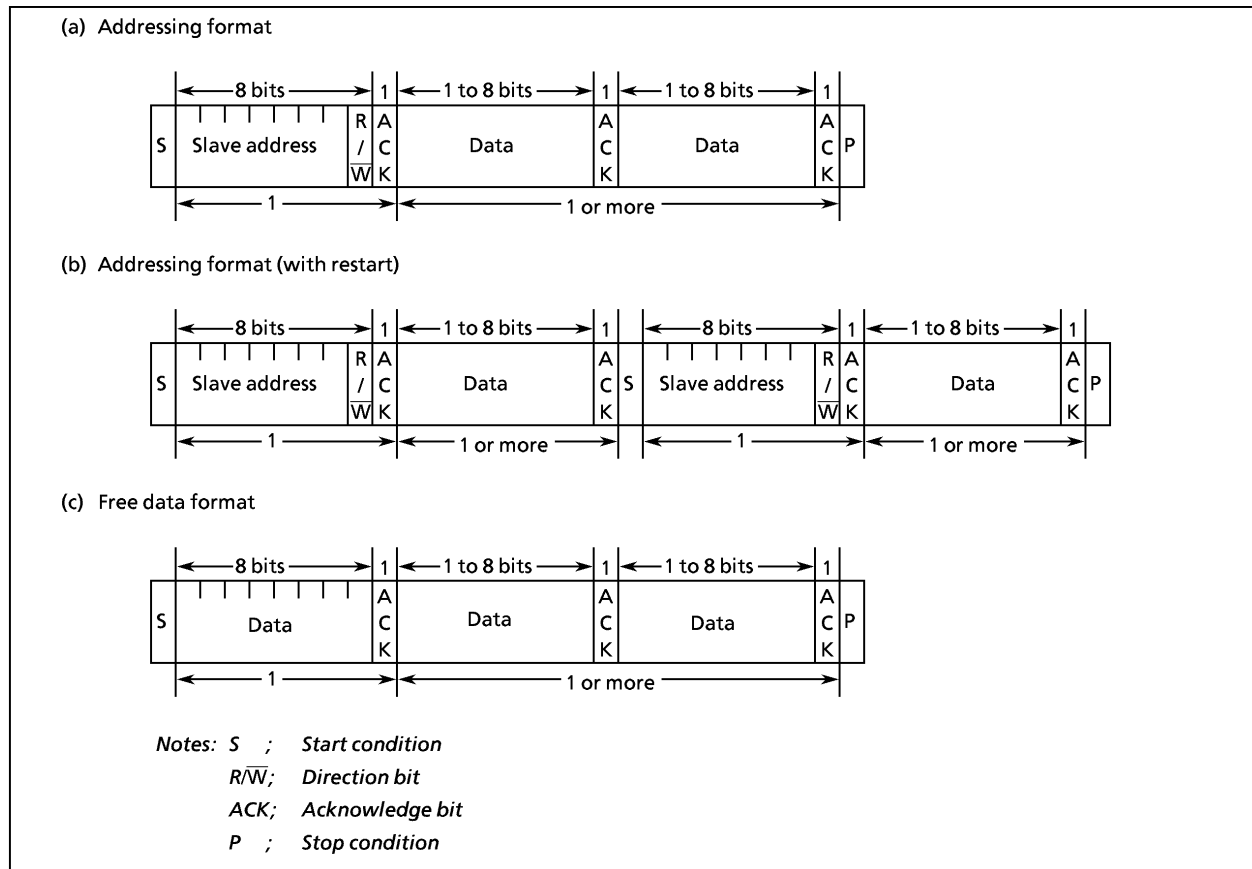 (a) Addressing format
8 bits 1 1 to 8 bits 1 1 to 8 bits 1
S Slave address R/W̅ ACK Data ACK Data ACK P
1 1 or more
(b) Addressing format (with restart)
8 bits 1 1 to 8 bits 1 8 bits 1 1 to 8 bits 1
S Slave address R/W̅ ACK Data ACK S Slave address R/W̅ ACK Data ACK P
1 1 or more 1 1 or more
(c) Free data format
8 bits 1 1 to 8 bits 1 1 to 8 bits 1
S Data ACK Data ACK Data ACK P
1 1 or more
Notes: S ; Start condition
R/W̅; Direction bit
ACK; Acknowledge bit
P ; Stop condition